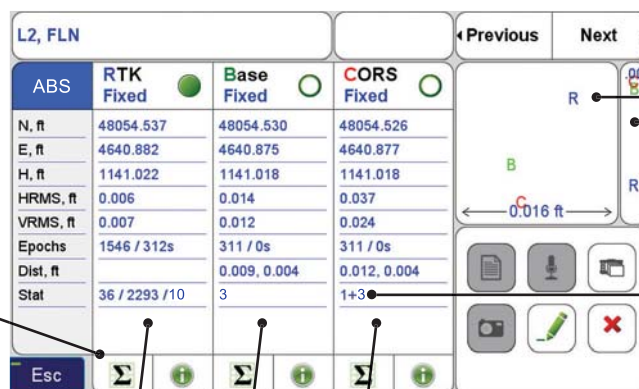 L2, FLN
Previous Next
ABS RTK Fixed Base Fixed CORS Fixed
N, ft 48054.537 48054.530 48054.526
E, ft 4640.882 4640.875 4640.877
H, ft 1141.022 1141.018 1141.018
HRMS, ft 0.006 0.014 0.037
VRMS, ft 0.007 0.012 0.024
Epochs 1546 / 312s 311 / 0s 311 / 0s
Dist, ft 0.009, 0.004 0.012, 0.004
Stat 36 / 2293 /10 3 1+3
Esc Σ Σ Σ
R
B
C
0.016 ft
B
R